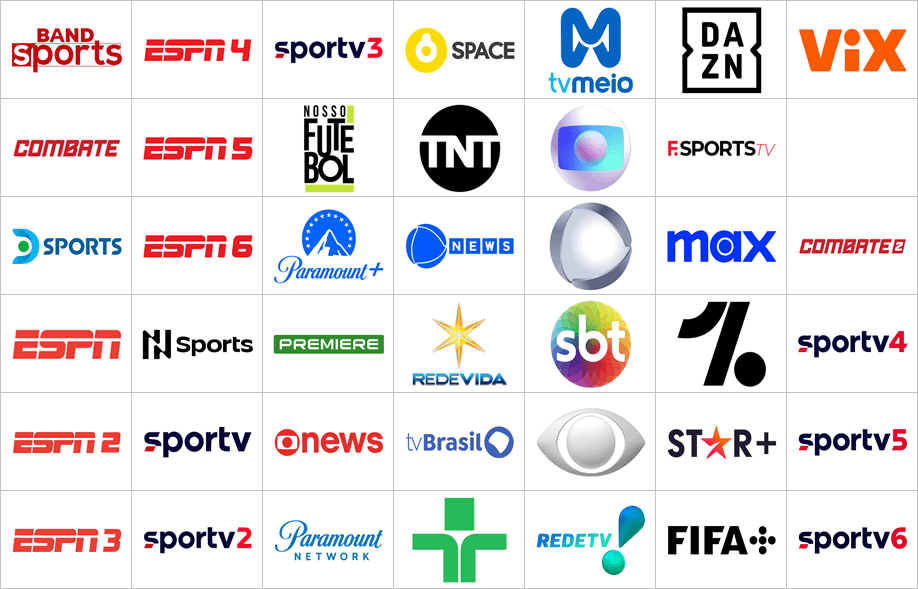 BAND
sports
ESPN 4
sportv3
SPACE
tvmeio
DA
ZN
ViX
COMBATE
ESPN 5
NOSSO
FUTE
BOL
TNT
F.SPORTSTV
SPORTS
ESPN 6
Paramount+
NEWS
max
COMBATE 2
ESPN
N Sports
PREMIERE
REDEVIDA
sbt
sportv4
ESPN 2
sportv
news
tvBrasil
STAR+
sportv5
ESPN 3
sportv2
Paramount
NETWORK
REDETV
FIFA+
sportv6